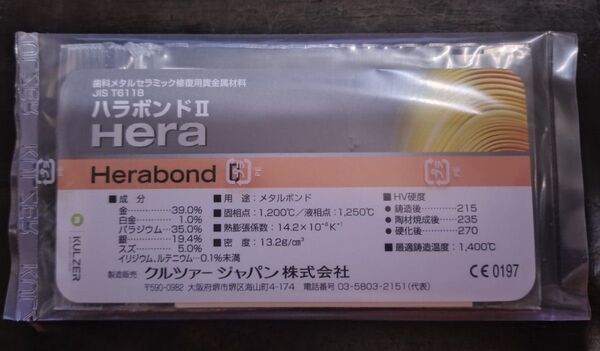 歯科メタルセラミック修復用貴金属材料
JIS T6118
ハラボンドⅡ
Hera
Herabond
プラ
プラ
PE
KULZER
■成　分
金………………39.0%
白金……………1.0%
パラジウム……35.0%
銀………………19.4%
スズ……………5.0%
イリジウム,ルテニウム…0.1%未満
■用　途：メタルボンド
■固相点：1,200℃／液相点：1,250℃
■熱膨張係数：14.2×10⁻⁶K⁻¹
■密　度：13.2g/cm³
■HV硬度
● 鋳造後………215
● 陶材焼成後……235
● 硬化後………270
■最適鋳造温度：1,400℃
製造販売 クルツァー ジャパン株式会社
〒590-0982 大阪府堺市堺区海山町4-174 電話番号 03-5803-2151(代表)
CE 0197